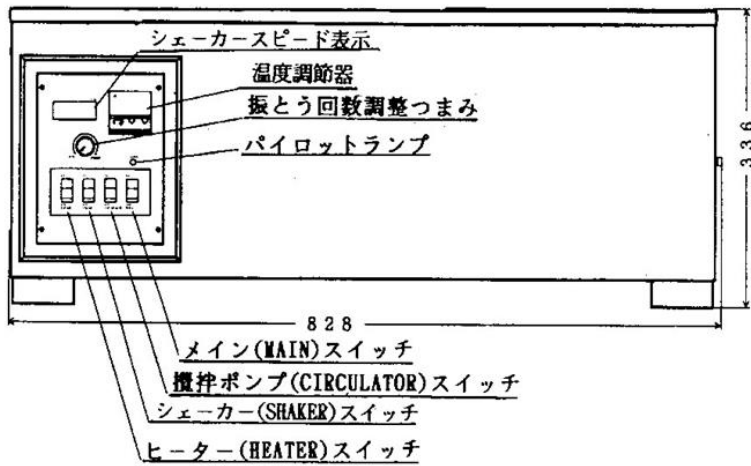 シェーカースピード表示
温度調節器
振とう回数調整つまみ
パイロットランプ
336
828
メイン(MAIN)スイッチ
攪拌ポンプ(CIRCULATOR)スイッチ
シェーカー(SHAKER)スイッチ
ヒーター(HEATER)スイッチ